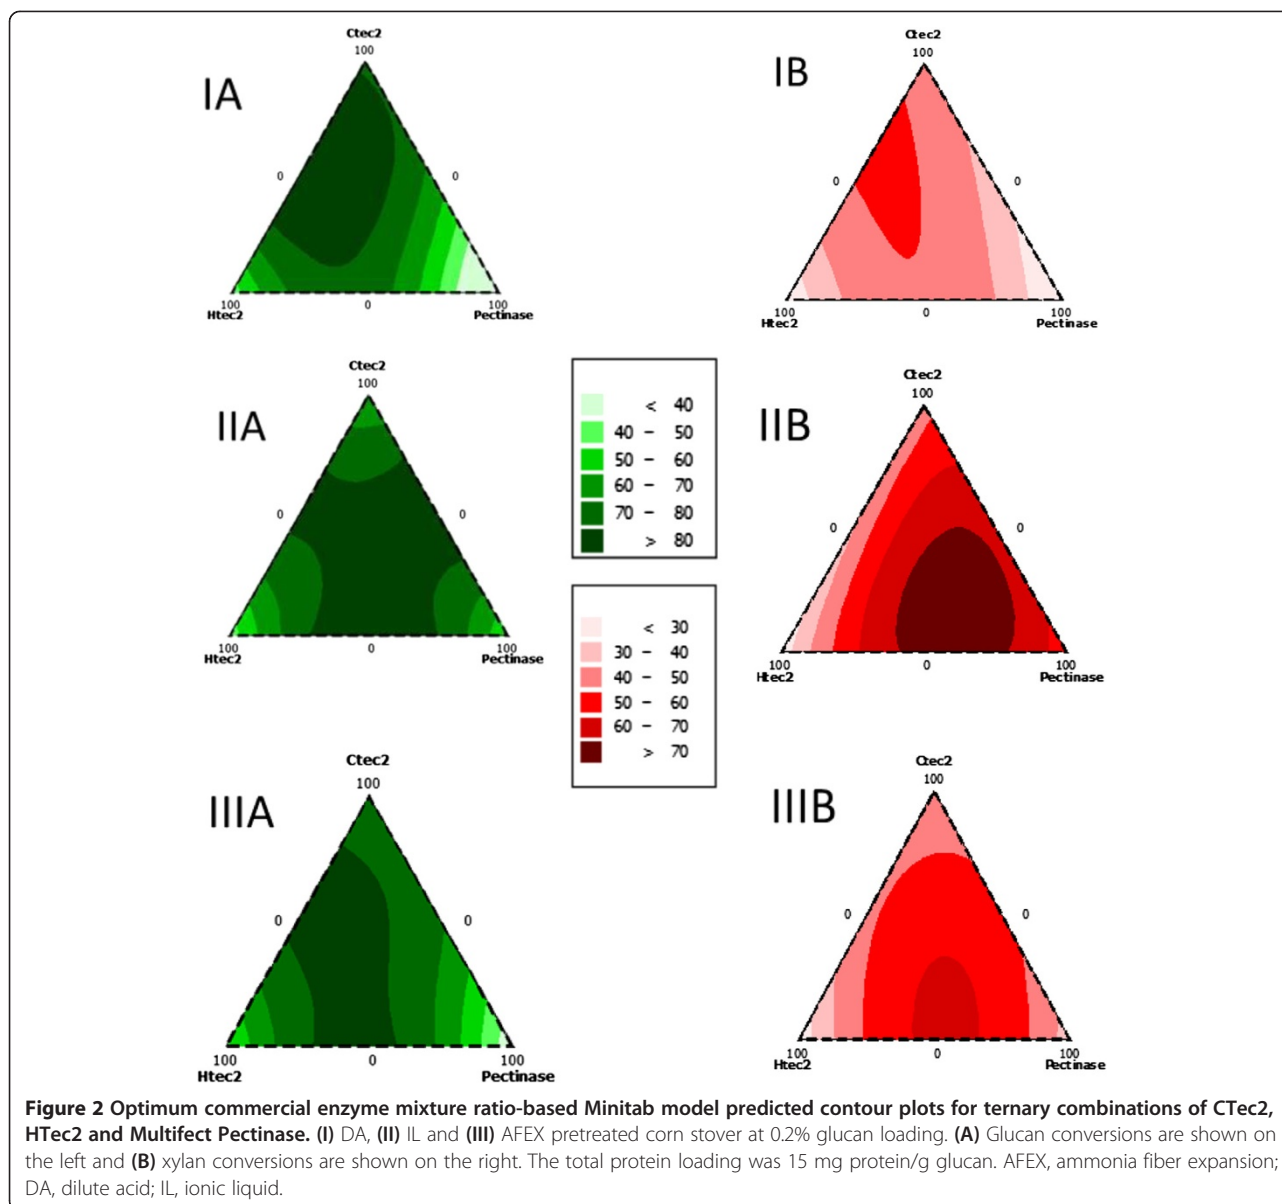 Ctec2
100
IA
0
0
100
0
100
Htec2
Pectinase
Ctec2
100
IB
0
0
100
0
100
Htec2
Pectinase
Ctec2
100
IIA
0
0
100
0
100
Htec2
Pectinase
< 40
40 - 50
50 - 60
60 - 70
70 - 80
> 80
< 30
30 - 40
40 - 50
50 - 60
60 - 70
> 70
Ctec2
100
IIB
0
0
100
0
100
Htec2
Pectinase
Ctec2
100
IIIA
0
0
100
0
100
Htec2
Pectinase
Ctec2
100
IIIB
0
0
100
0
100
Htec2
Pectinase
Figure 2 Optimum commercial enzyme mixture ratio-based Minitab model predicted contour plots for ternary combinations of CTec2,
HTec2 and Multifect Pectinase. (I) DA, (II) IL and (III) AFEX pretreated corn stover at 0.2% glucan loading. (A) Glucan conversions are shown on
the left and (B) xylan conversions are shown on the right. The total protein loading was 15 mg protein/g glucan. AFEX, ammonia fiber expansion;
DA, dilute acid; IL, ionic liquid.